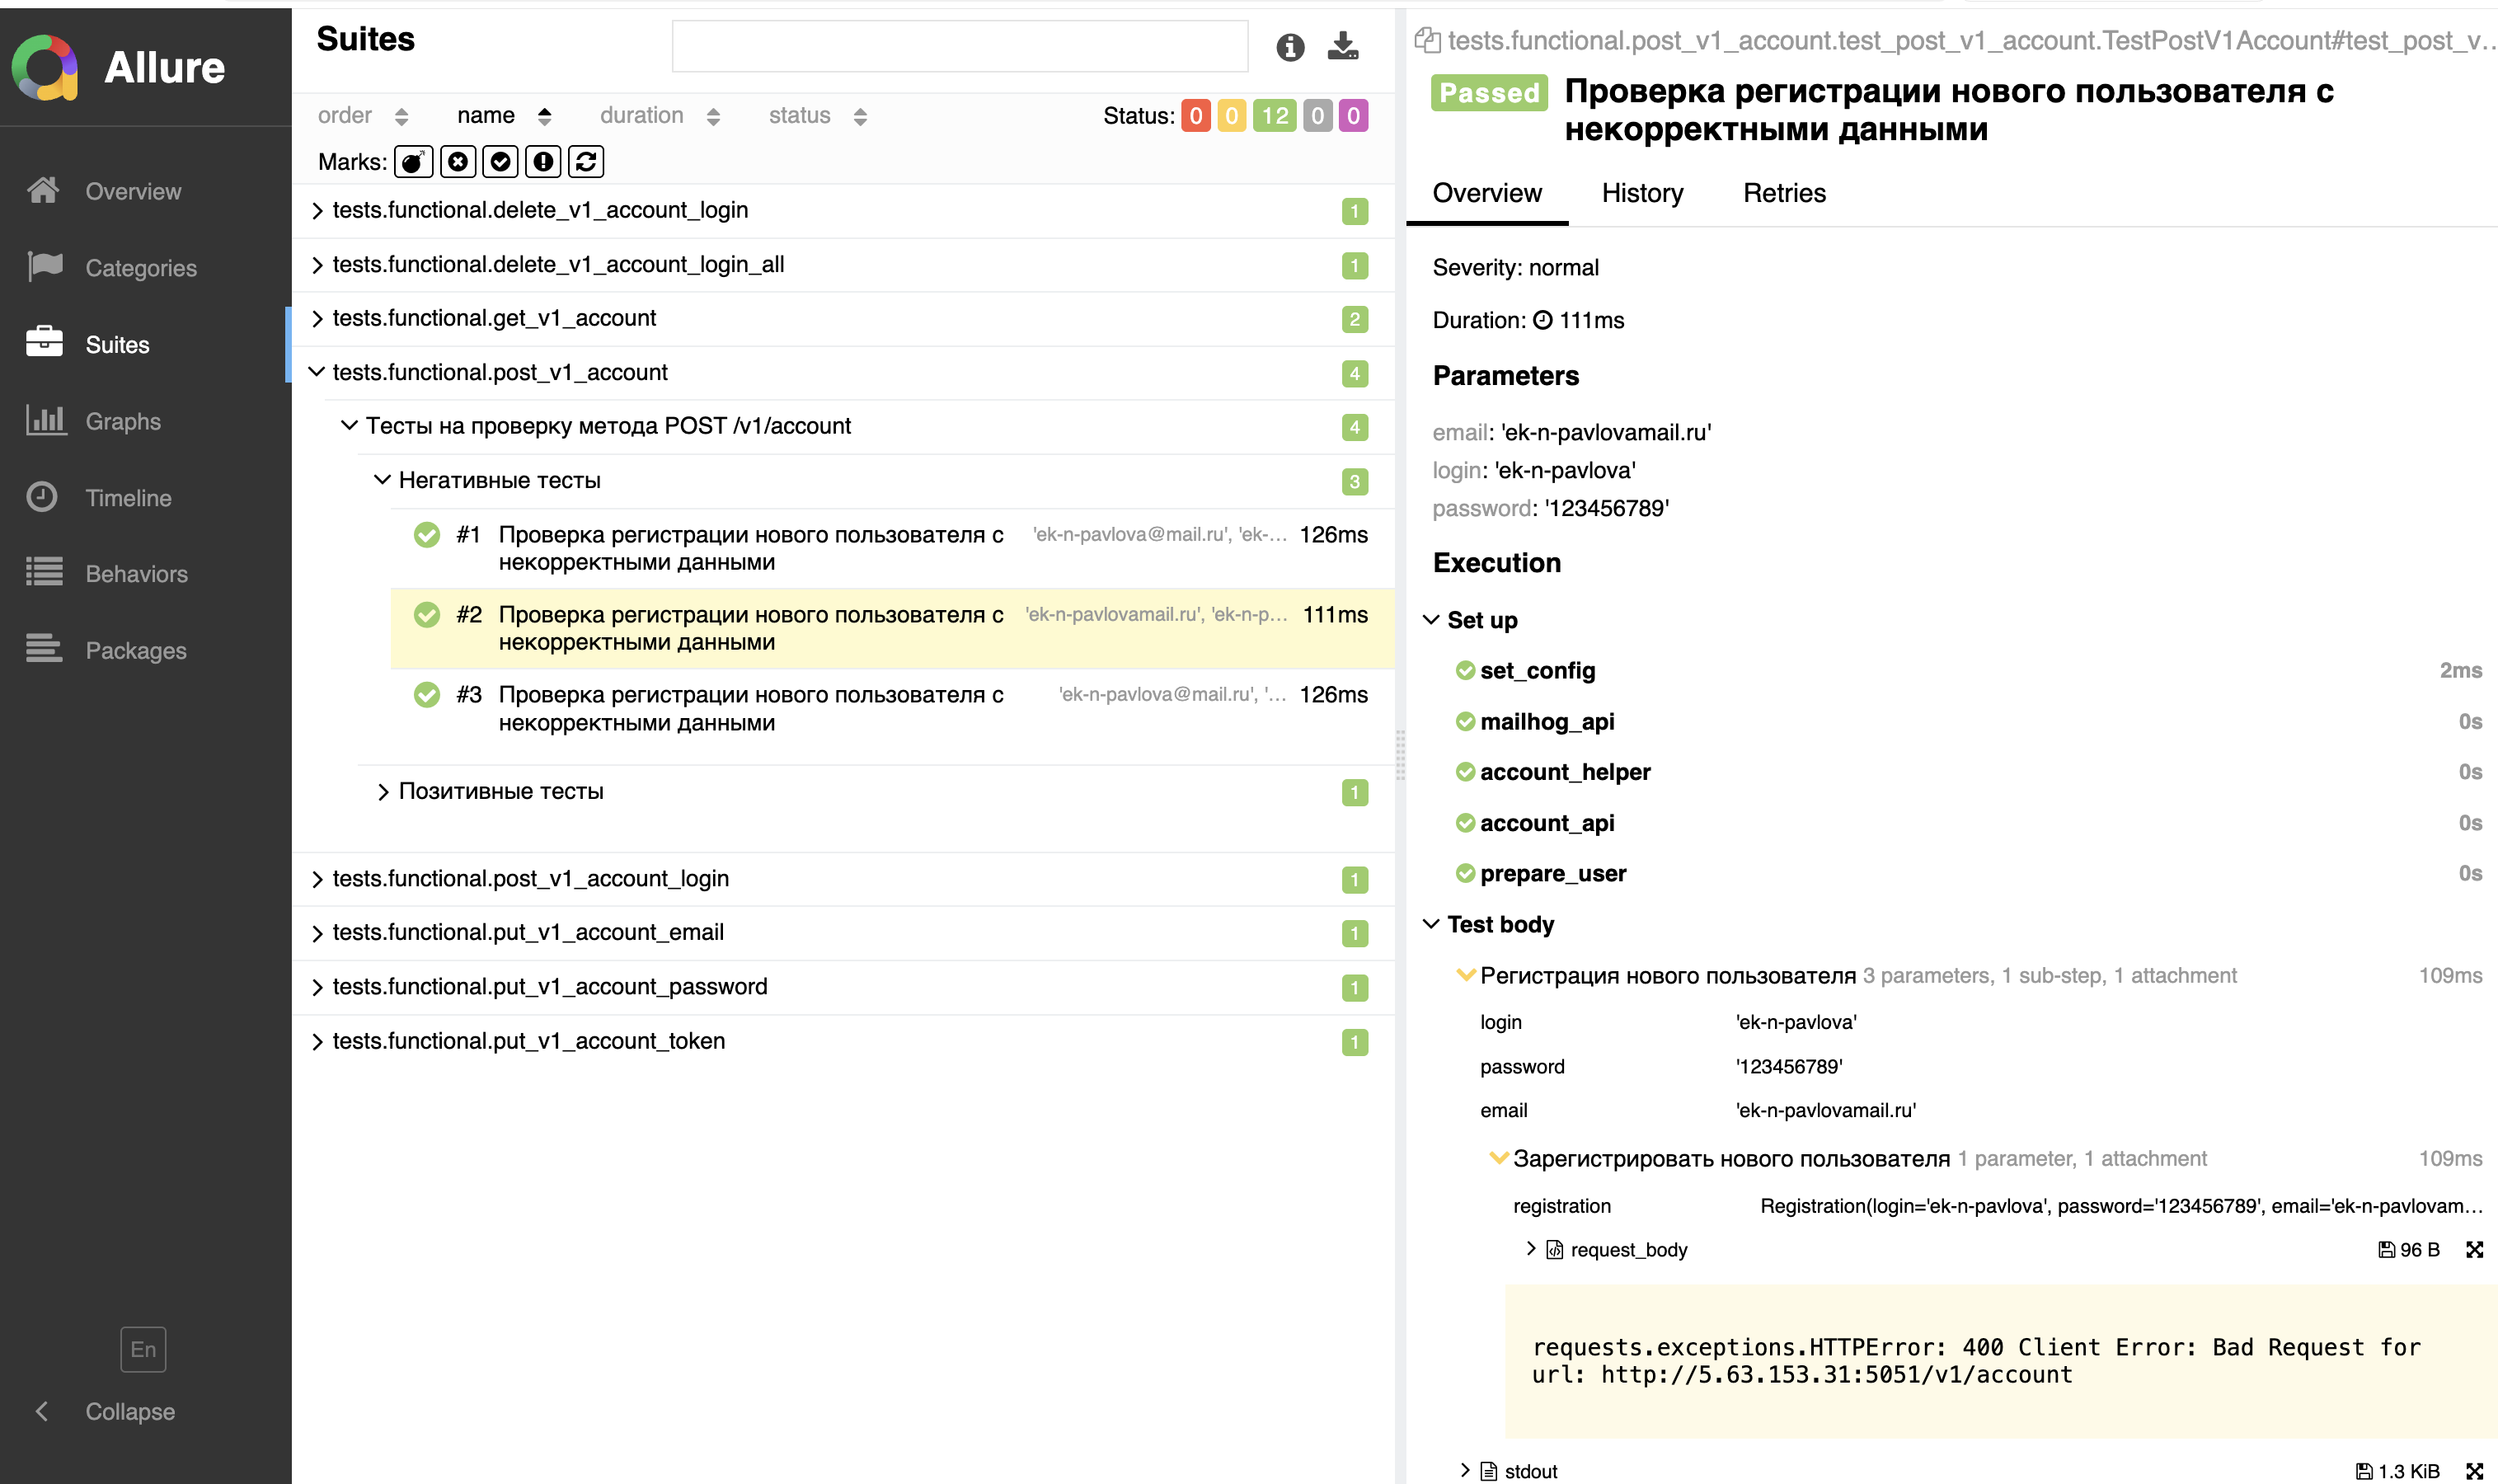 Allure
Overview
Categories
Suites
Graphs
Timeline
Behaviors
Packages
En
Collapse
Suites
order name duration status Status: 0 0 12 0 0
Marks:
tests.functional.delete_v1_account_login 1
tests.functional.delete_v1_account_login_all 1
tests.functional.get_v1_account 2
tests.functional.post_v1_account 4
Тесты на проверку метода POST /v1/account 4
Негативные тесты 3
#1 Проверка регистрации нового пользователя с 'ek-n-pavlova@mail.ru', 'ek-... 126ms
некорректными данными
#2 Проверка регистрации нового пользователя с 'ek-n-pavlovamail.ru', 'ek-n-p... 111ms
некорректными данными
#3 Проверка регистрации нового пользователя с 'ek-n-pavlova@mail.ru', '... 126ms
некорректными данными
Позитивные тесты 1
tests.functional.post_v1_account_login 1
tests.functional.put_v1_account_email 1
tests.functional.put_v1_account_password 1
tests.functional.put_v1_account_token 1
tests.functional.post_v1_account.test_post_v1_account.TestPostV1Account#test_post_v...
Passed Проверка регистрации нового пользователя с
некорректными данными
Overview History Retries
Severity: normal
Duration: 111ms
Parameters
email: 'ek-n-pavlovamail.ru'
login: 'ek-n-pavlova'
password: '123456789'
Execution
Set up
set_config 2ms
mailhog_api 0s
account_helper 0s
account_api 0s
prepare_user 0s
Test body
Регистрация нового пользователя 3 parameters, 1 sub-step, 1 attachment 109ms
login 'ek-n-pavlova'
password '123456789'
email 'ek-n-pavlovamail.ru'
Зарегистрировать нового пользователя 1 parameter, 1 attachment 109ms
registration Registration(login='ek-n-pavlova', password='123456789', email='ek-n-pavlovam...
request_body 96 B
requests.exceptions.HTTPError: 400 Client Error: Bad Request for
url: http://5.63.153.31:5051/v1/account
stdout 1.3 KiB